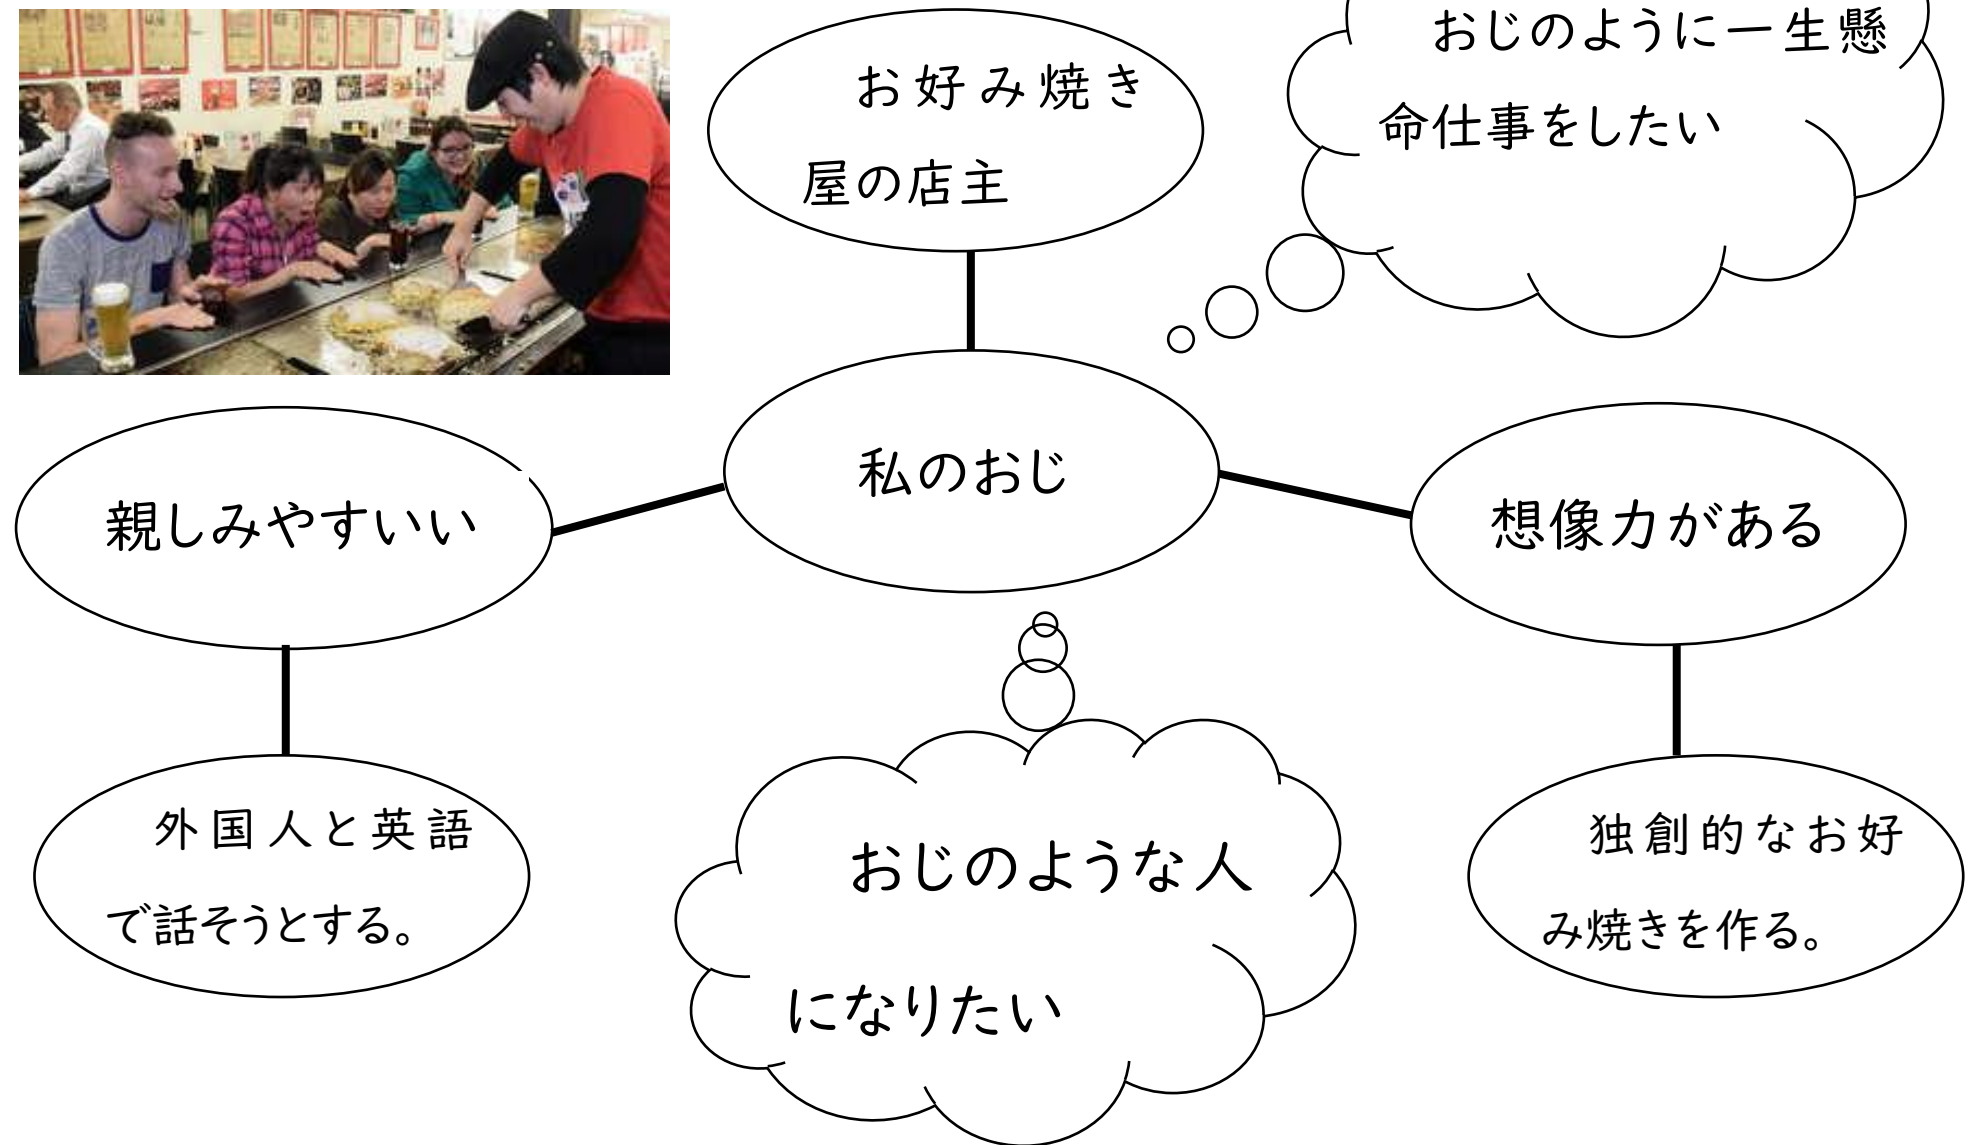 お好み焼き
屋の店主
おじのように一生懸
命仕事をしたい
私のおじ
親しみやすいい
想像力がある
外国人と英語
で話そうとする。
独創的なお好
み焼きを作る。
おじのような人
になりたい